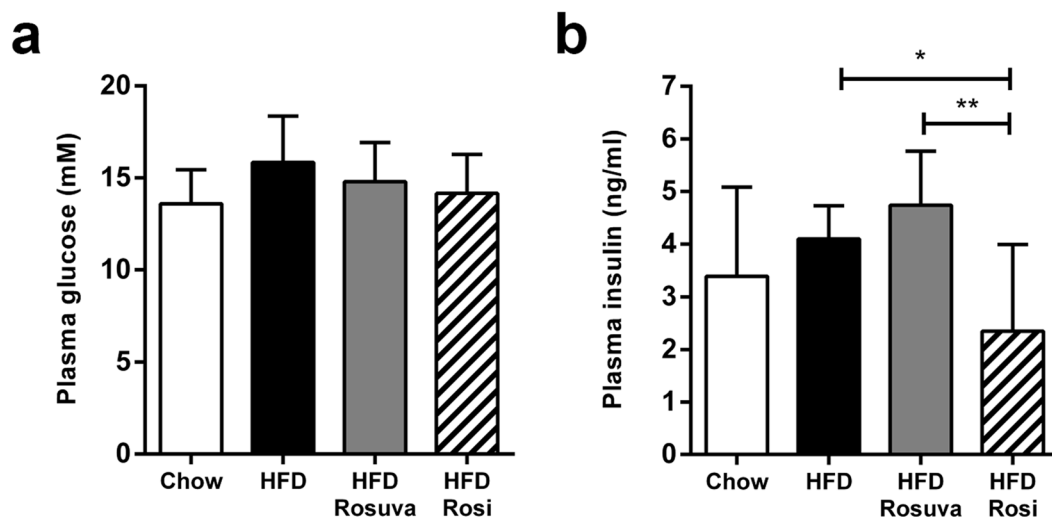 a
Plasma glucose (mM)
20
15
10
5
0
Chow
HFD
HFD
Rosuva
HFD
Rosi
b
Plasma insulin (ng/ml)
7
6
5
4
3
2
1
0
*
**
Chow
HFD
HFD
Rosuva
HFD
Rosi